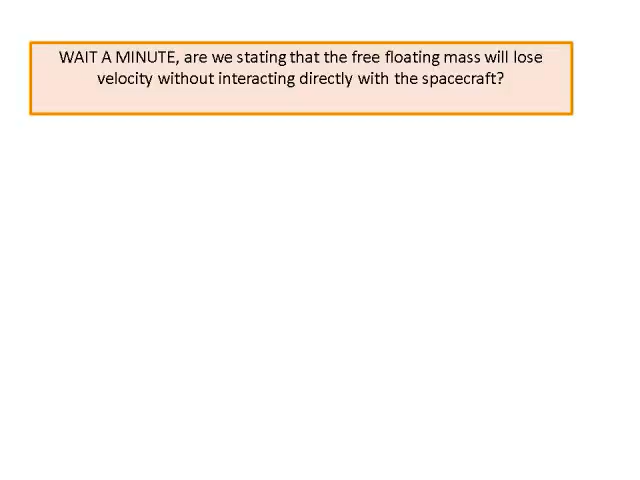 WAIT A MINUTE, are we stating that the free floating mass will lose
velocity without interacting directly with the spacecraft?